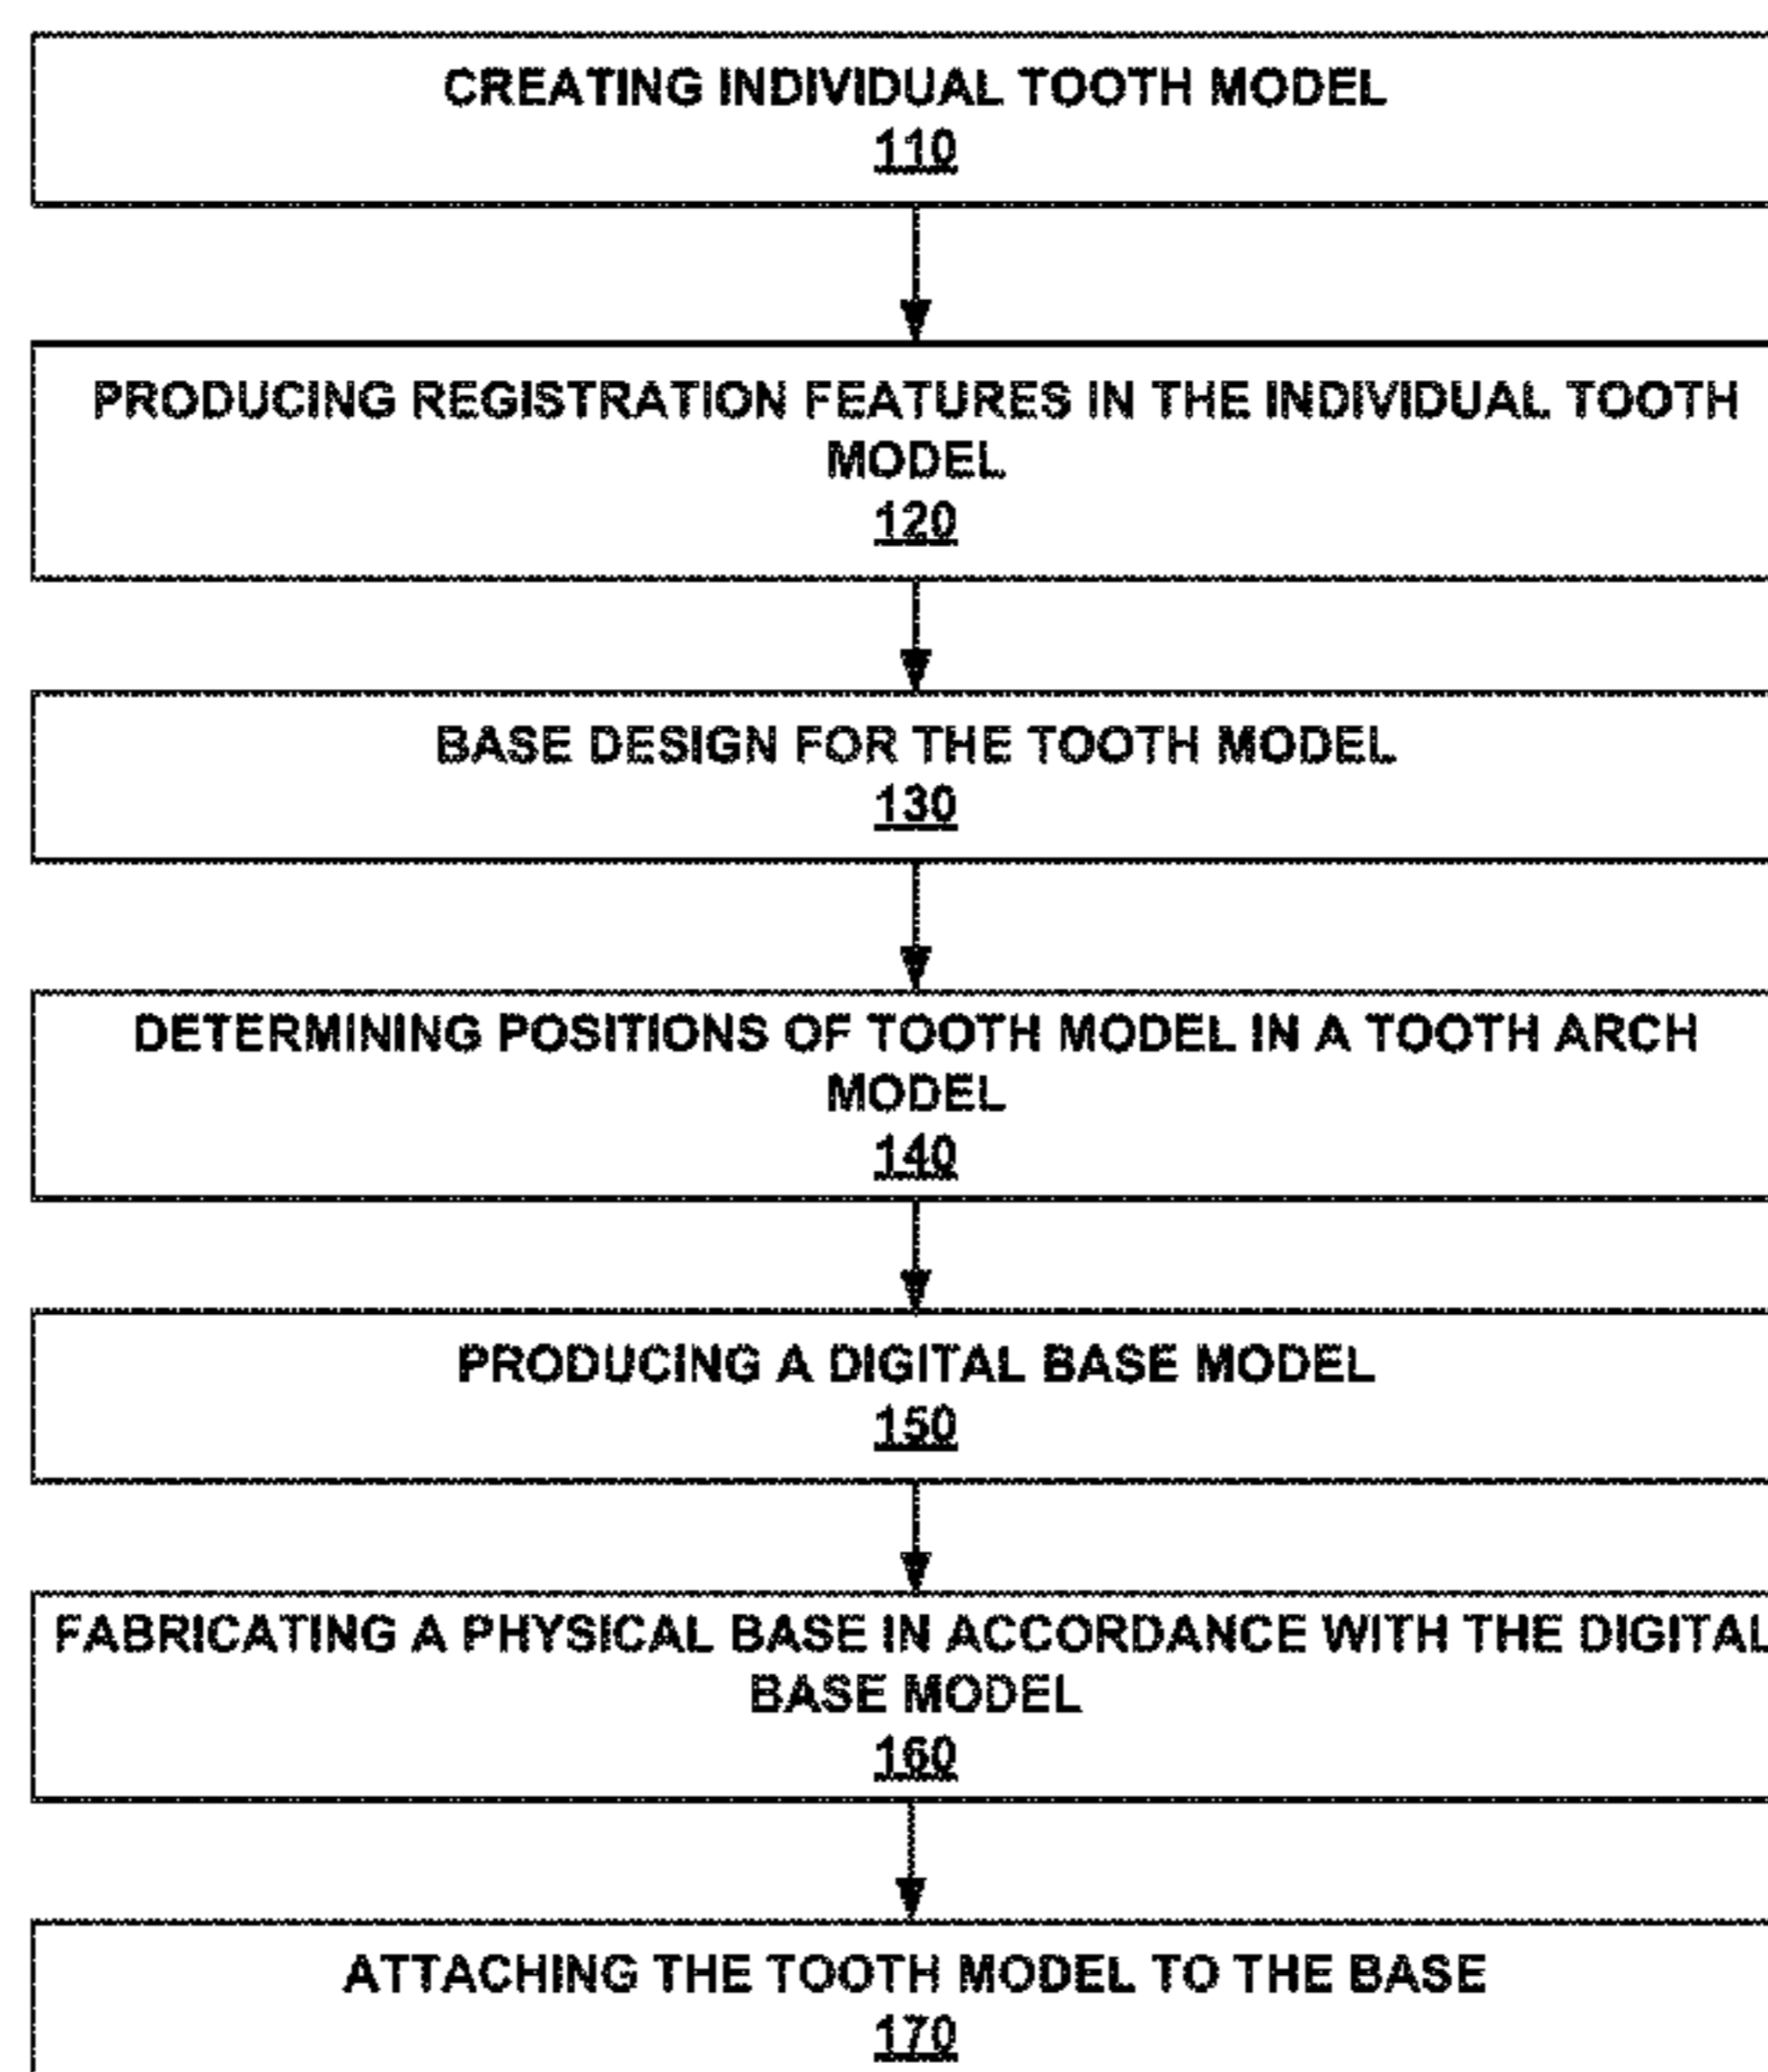 CREATING INDIVIDUAL TOOTH MODEL
110
PRODUCING REGISTRATION FEATURES IN THE INDIVIDUAL TOOTH
MODEL
120
BASE DESIGN FOR THE TOOTH MODEL
130
DETERMINING POSITIONS OF TOOTH MODEL IN A TOOTH ARCH
MODEL
140
PRODUCING A DIGITAL BASE MODEL
150
FABRICATING A PHYSICAL BASE IN ACCORDANCE WITH THE DIGITAL
BASE MODEL
160
ATTACHING THE TOOTH MODEL TO THE BASE
170